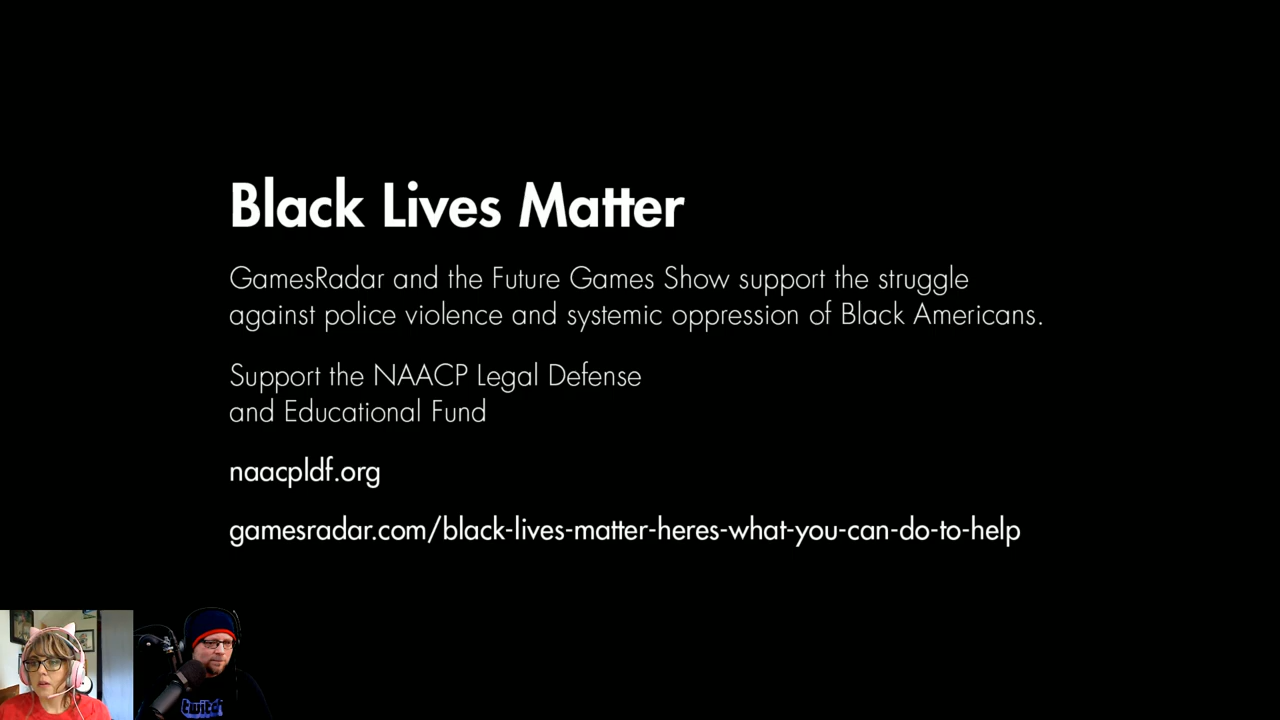 Black Lives Matter
GamesRadar and the Future Games Show support the struggle
against police violence and systemic oppression of Black Americans.
Support the NAACP Legal Defense
and Educational Fund
naacpldf.org
gamesradar.com/black-lives-matter-heres-what-you-can-do-to-help
twitch